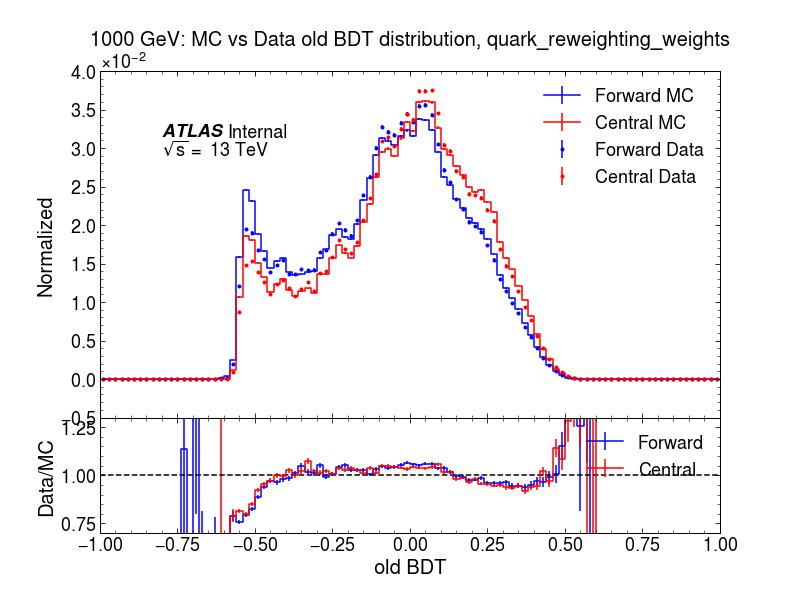 1000 GeV: MC vs Data old BDT distribution, quark_reweighting_weights
×10⁻²
4.0
3.5
3.0
2.5
2.0
1.5
1.0
0.5
0.0
0.5
Normalized
ATLAS Internal
√s = 13 TeV
Forward MC
Central MC
Forward Data
Central Data
1.25
1.00
0.75
Data/MC
Forward
Central
−1.00 −0.75 −0.50 −0.25 0.00 0.25 0.50 0.75 1.00
old BDT